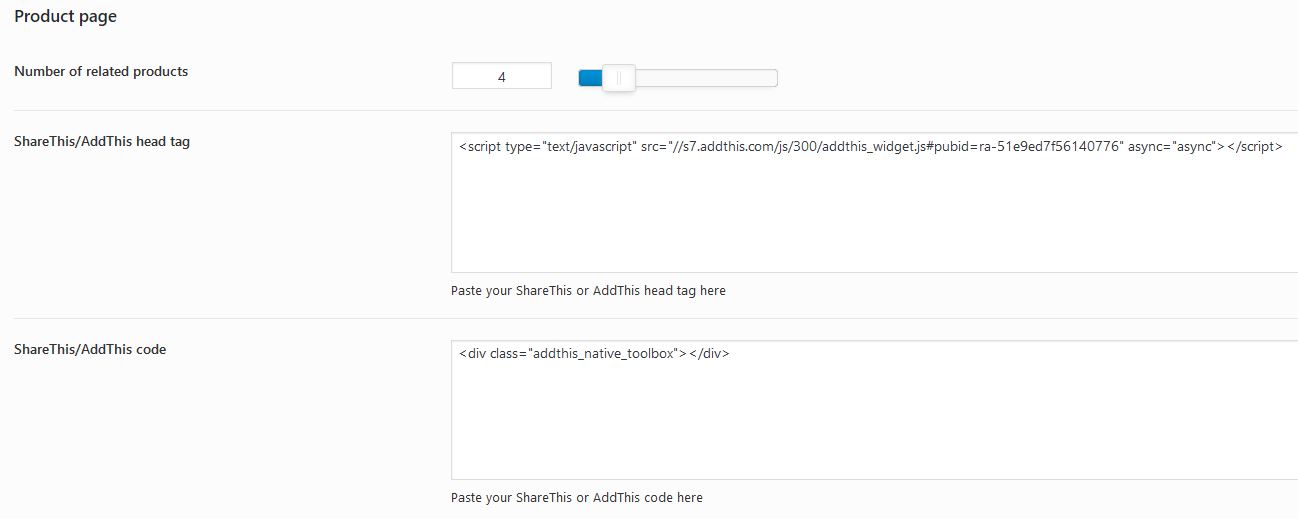 Product page
Number of related products
4
ShareThis/AddThis head tag
<script type="text/javascript" src="//s7.addthis.com/js/300/addthis_widget.js#pubid=ra-51e9ed7f56140776" async="async"></script>
Paste your ShareThis or AddThis head tag here
ShareThis/AddThis code
<div class="addthis_native_toolbox"></div>
Paste your ShareThis or AddThis code here